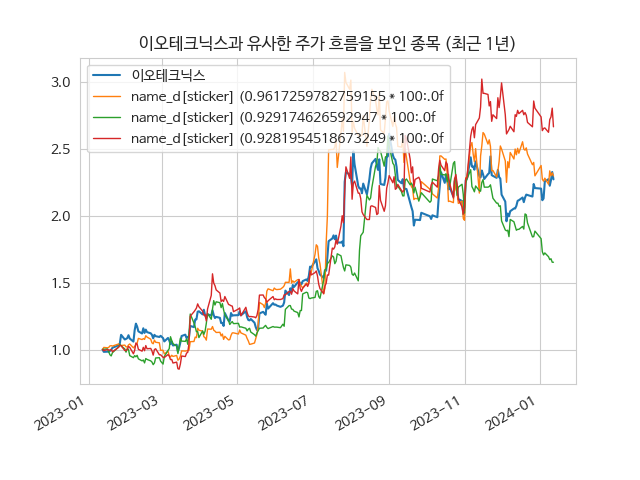 이오테크닉스과 유사한 주가 흐름을 보인 종목 (최근 1년)
이오테크닉스
name_d[sticker] (0.9617259782759155 * 100:.0f
name_d[sticker] (0.929174626592947 * 100:.0f
name_d[sticker] (0.9281954518673249 * 100:.0f
3.0
2.5
2.0
1.5
1.0
2023-01
2023-03
2023-05
2023-07
2023-09
2023-11
2024-01